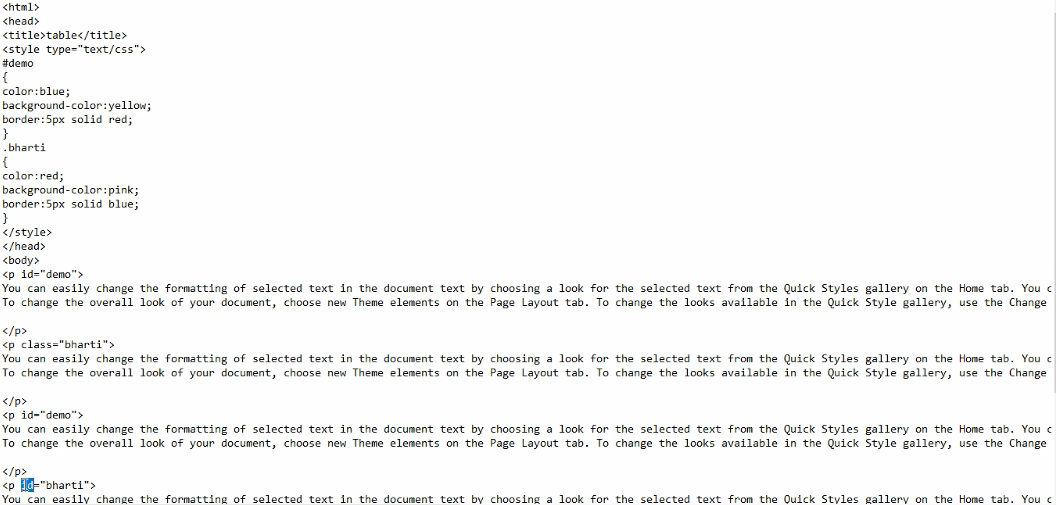 <html>
<head>
<title>table</title>
<style type="text/css">
#demo
{
color:blue;
background-color:yellow;
border:5px solid red;
}
.bharti
{
color:red;
background-color:pink;
border:5px solid blue;
}
</style>
</head>
<body>
<p id="demo">
You can easily change the formatting of selected text in the document text by choosing a look for the selected text from the Quick Styles gallery on the Home tab. You c
To change the overall look of your document, choose new Theme elements on the Page Layout tab. To change the looks available in the Quick Style gallery, use the Change
</p>
<p class="bharti">
You can easily change the formatting of selected text in the document text by choosing a look for the selected text from the Quick Styles gallery on the Home tab. You c
To change the overall look of your document, choose new Theme elements on the Page Layout tab. To change the looks available in the Quick Style gallery, use the Change
</p>
<p id="demo">
You can easily change the formatting of selected text in the document text by choosing a look for the selected text from the Quick Styles gallery on the Home tab. You c
To change the overall look of your document, choose new Theme elements on the Page Layout tab. To change the looks available in the Quick Style gallery, use the Change
</p>
<p id="bharti">
You can easily change the formatting of selected text in the document text by choosing a look for the selected text from the Quick Styles gallery on the Home tab. You c